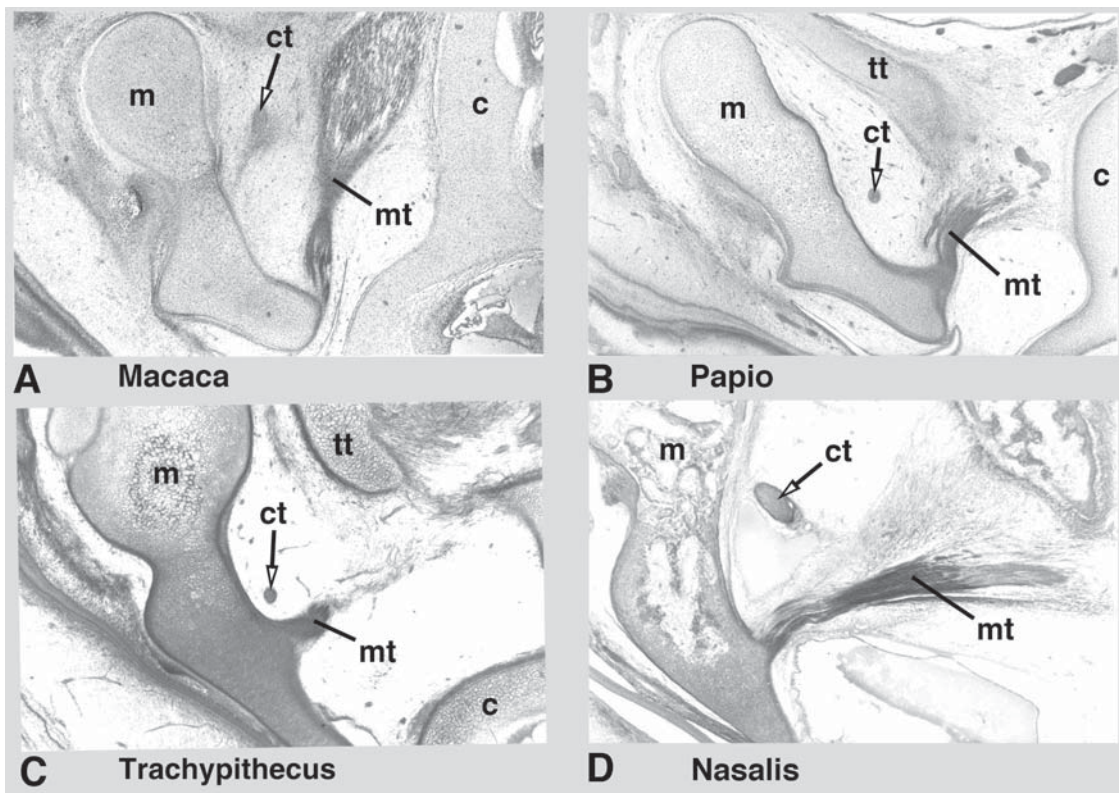 ct
m
c
mt
A Macaca
tt
m
ct
c
mt
B Papio
tt
m
ct
mt
c
C Trachypithecus
m
ct
mt
D Nasalis